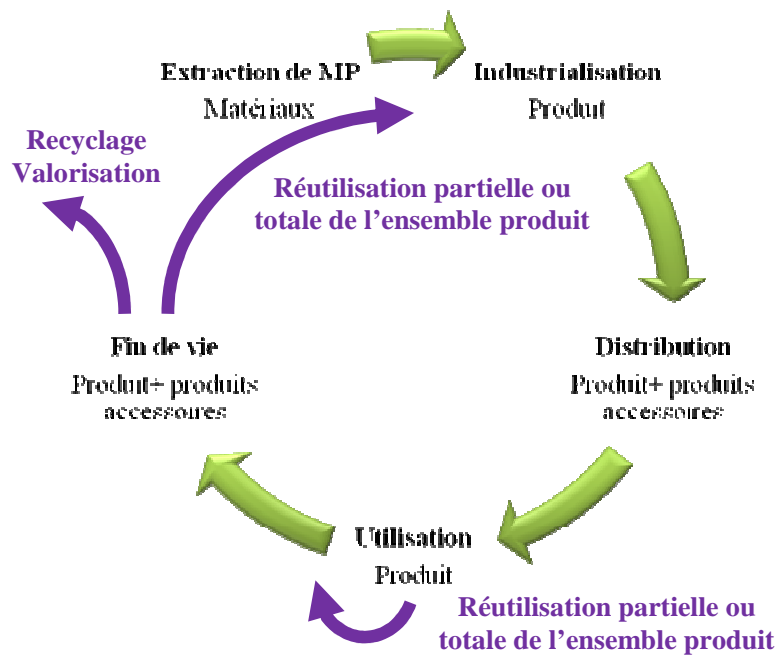 Extraction de MP
Matériaux
Industrialisation
Produit
Recyclage
Valorisation
Réutilisation partielle ou
totale de l'ensemble produit
Fin de vie
Produit+ produits
accessoires
Distribution
Produit+ produits
accessoires
Utilisation
Produit
Réutilisation partielle ou
totale de l'ensemble produit